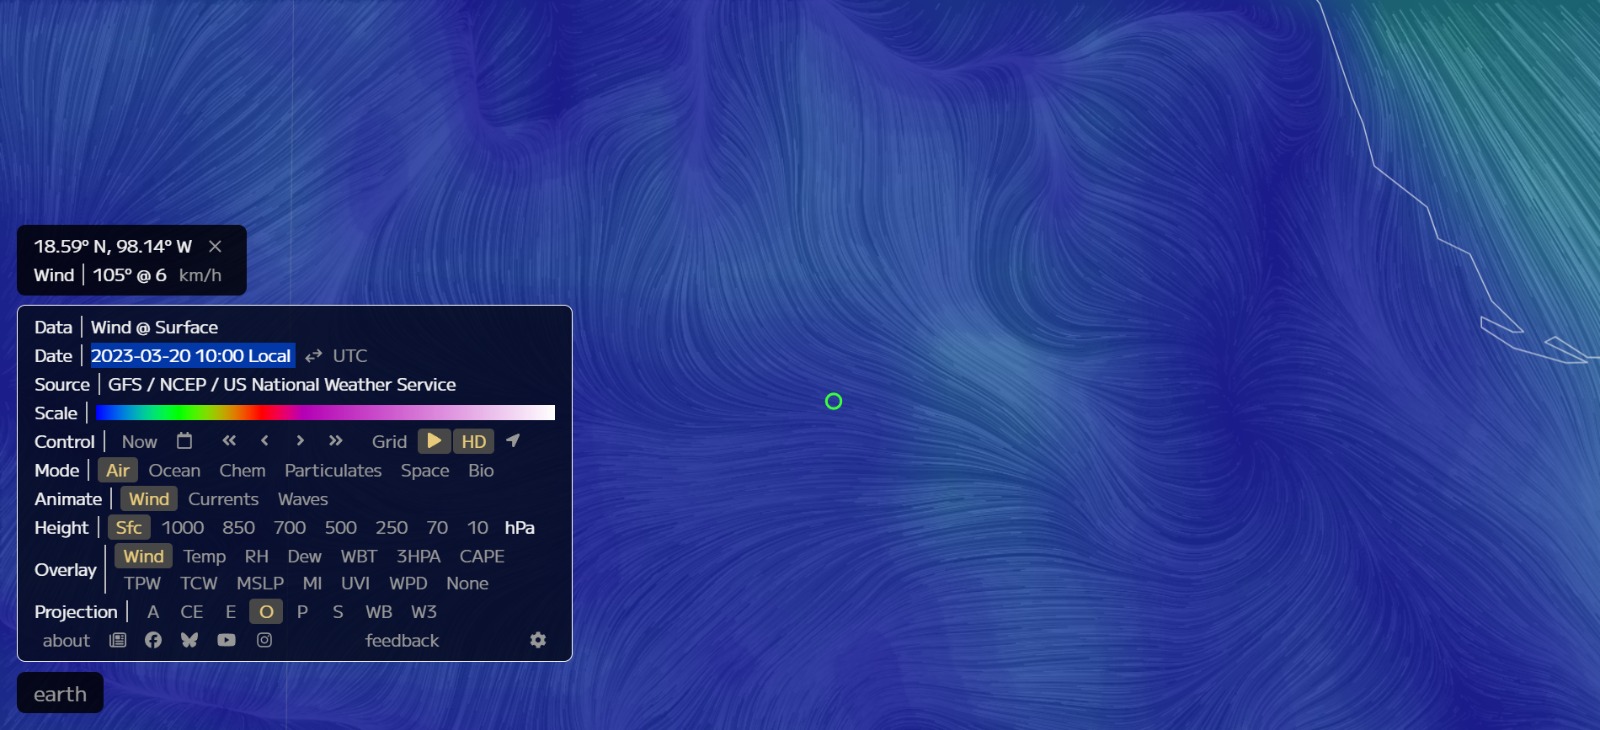 18.59° N, 98.14° W ×
Wind | 105° @ 6 km/h
Data | Wind @ Surface
Date | 2023-03-20 10:00 Local ⇄ UTC
Source | GFS / NCEP / US National Weather Service
Scale |
Control | Now « ‹ › » Grid HD
Mode | Air Ocean Chem Particulates Space Bio
Animate | Wind Currents Waves
Height | Sfc 1000 850 700 500 250 70 10 hPa
Overlay | Wind Temp RH Dew WBT 3HPA CAPE
TPW TCW MSLP MI UVI WPD None
Projection | A CE E O P S WB W3
about feedback
earth